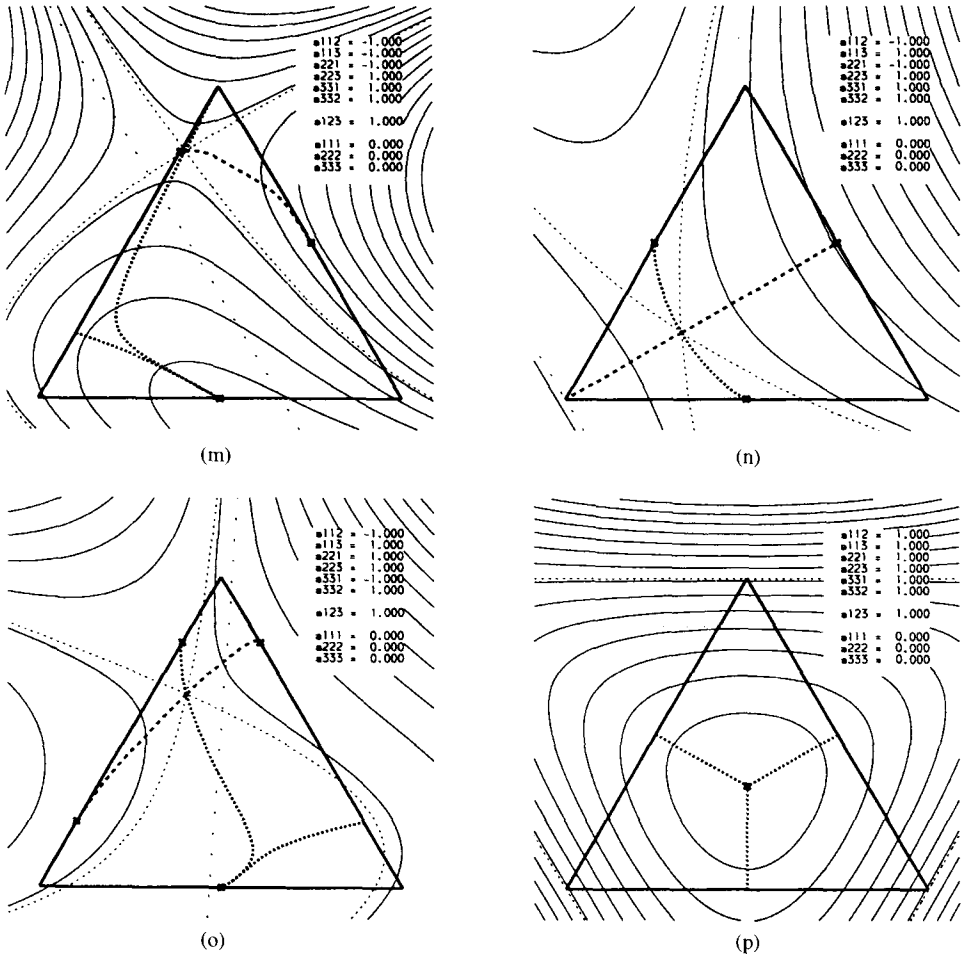 a112 = -1.000
a113 = -1.000
a221 = -1.000
a223 = 1.000
a331 = 1.000
a332 = 1.000
a123 = 1.000
a111 = 0.000
a222 = 0.000
a333 = 0.000
(m)
a112 = -1.000
a113 = -1.000
a221 = -1.000
a223 = 1.000
a331 = 1.000
a332 = 1.000
a123 = 1.000
a111 = 0.000
a222 = 0.000
a333 = 0.000
(n)
a112 = -1.000
a113 = 1.000
a221 = 1.000
a223 = 1.000
a331 = -1.000
a332 = 1.000
a123 = 1.000
a111 = 0.000
a222 = 0.000
a333 = 0.000
(o)
a112 = 1.000
a113 = 1.000
a221 = 1.000
a223 = 1.000
a331 = 1.000
a332 = 1.000
a123 = 1.000
a111 = 0.000
a222 = 0.000
a333 = 0.000
(p)